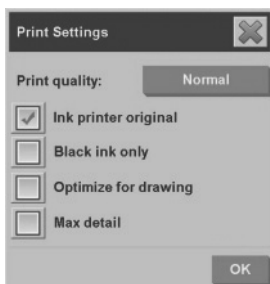 Print Settings
Print quality: Normal
Ink printer original
Black ink only
Optimize for drawing
Max detail
OK